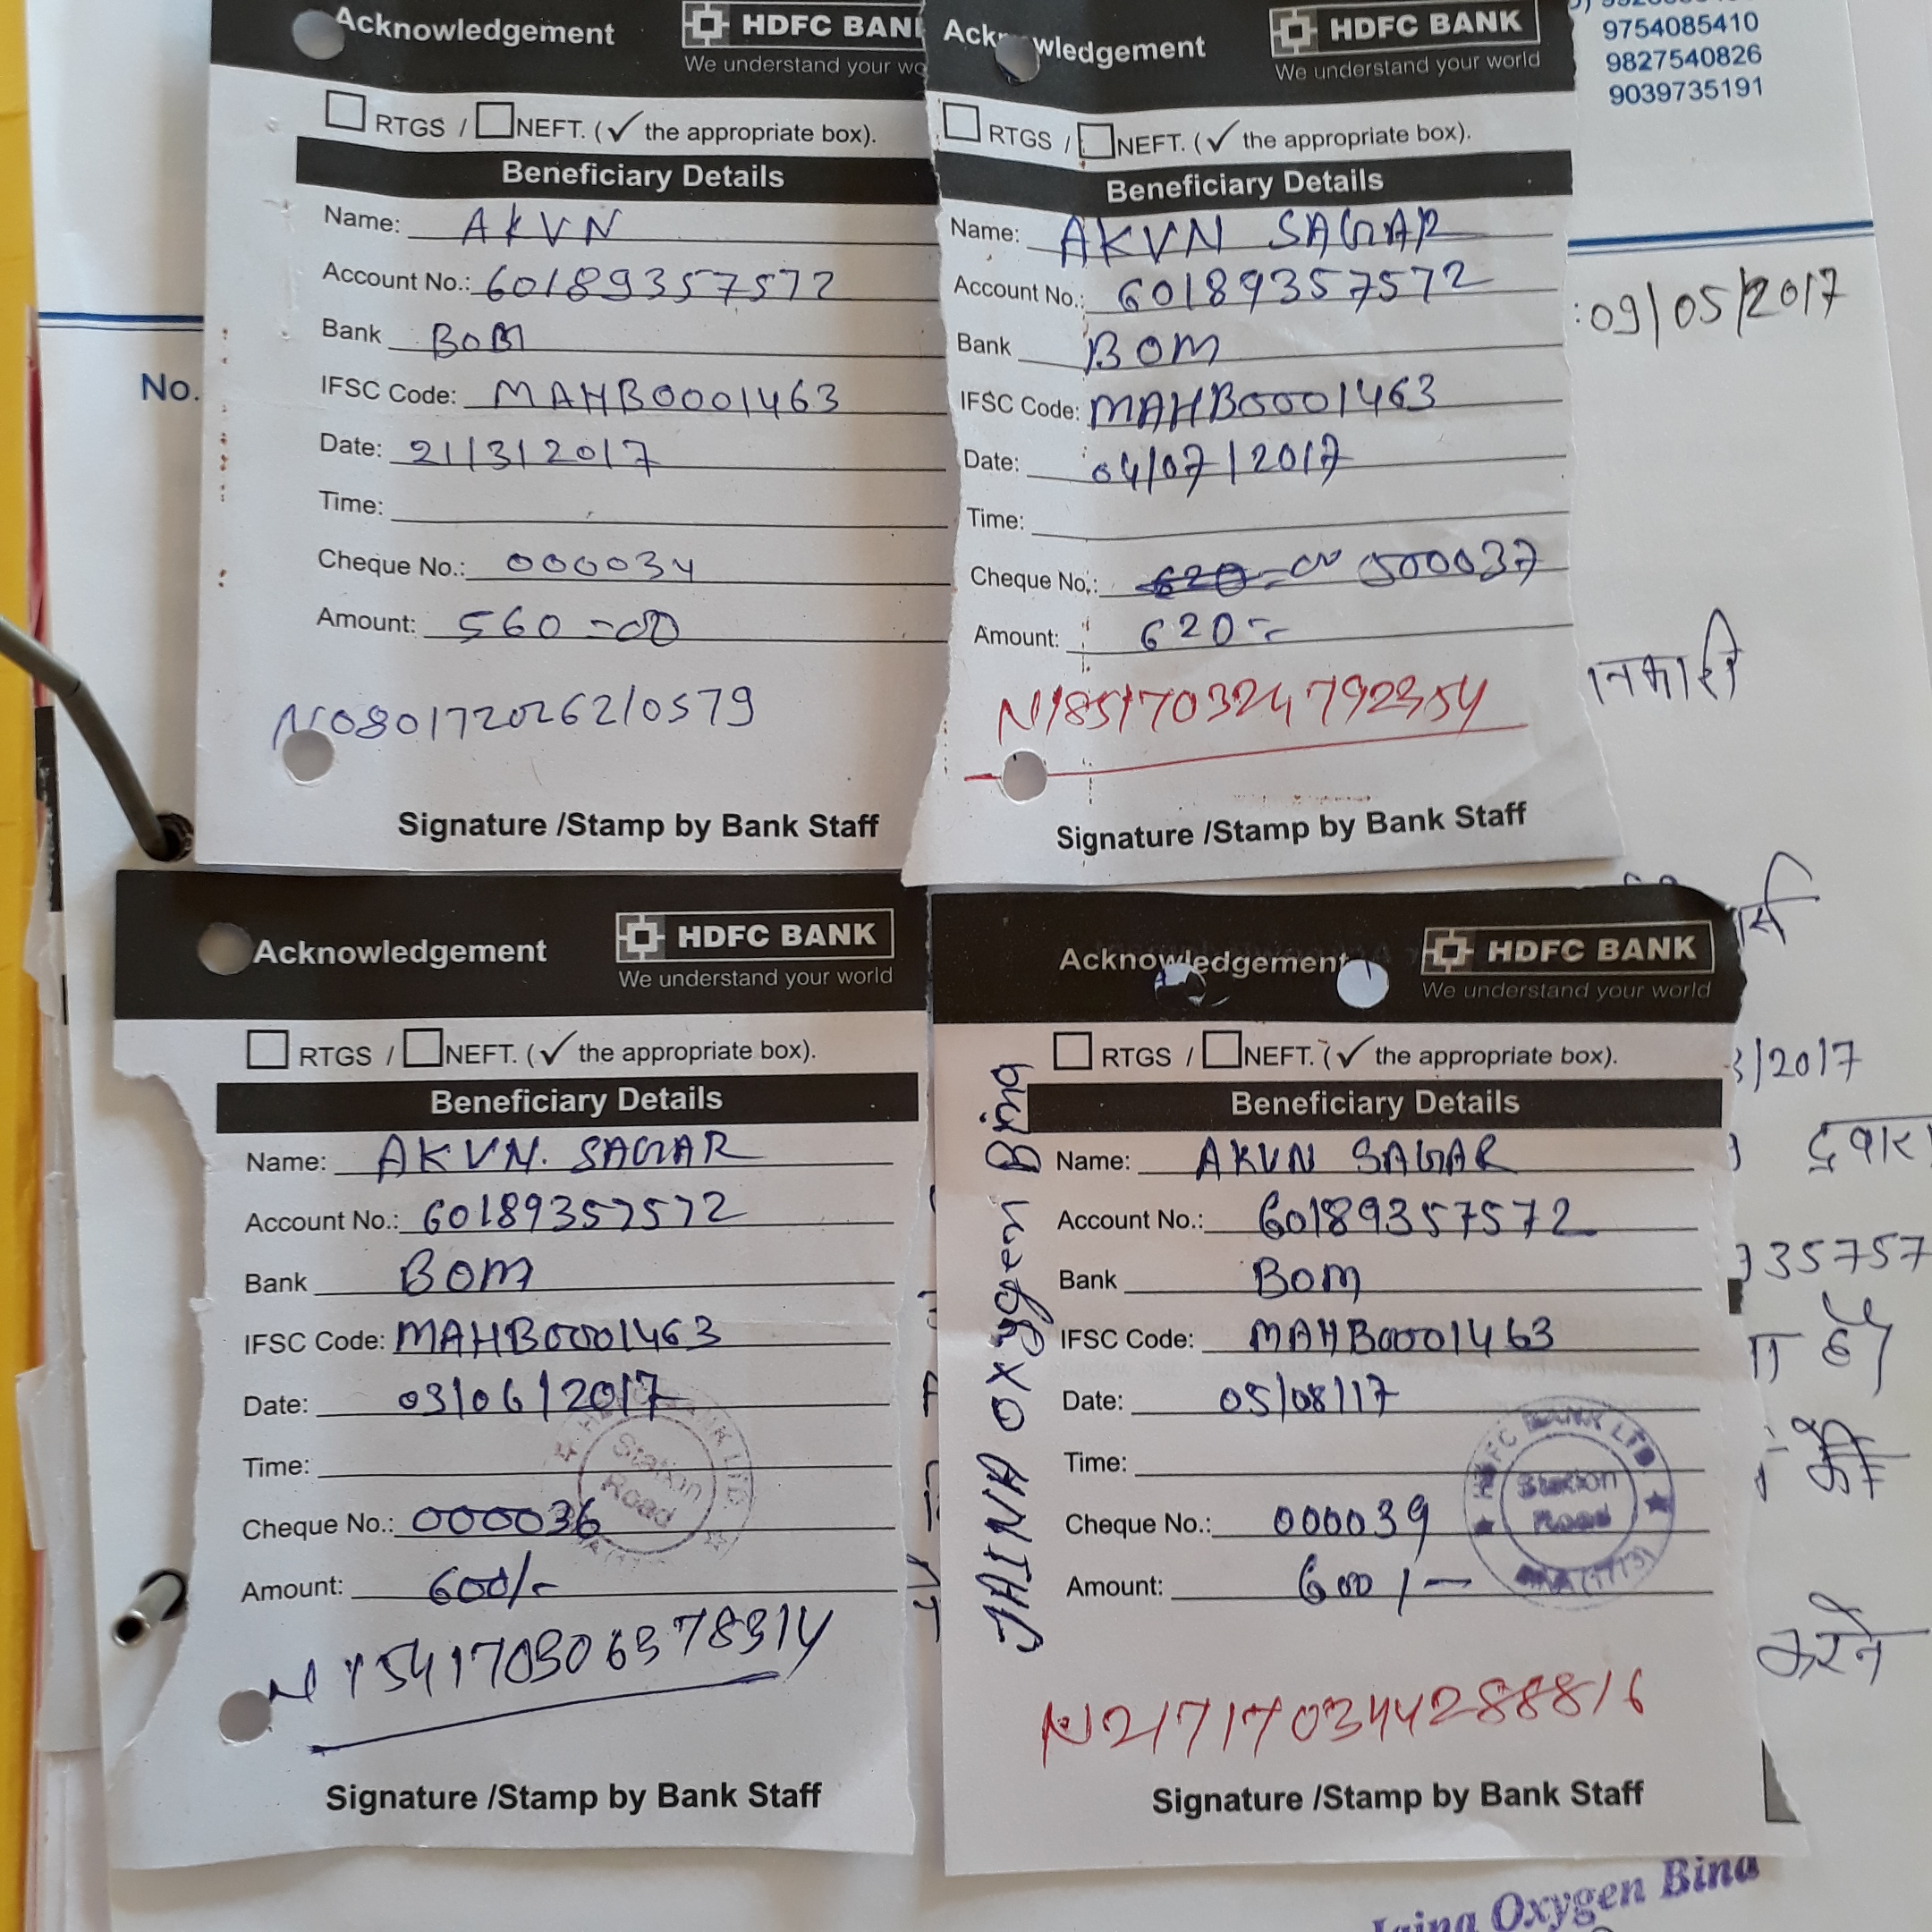 Acknowledgement
HDFC BANK
We understand your
RTGS / NEFT. (✓ the appropriate box).
Beneficiary Details
Name: AKVN
Account No.: 60189357572
Bank BOM
IFSC Code: MAHB0001463
Date: 21/3/2017
Time:
Cheque No.: 000034
Amount: 560=00
N080172026210579
Signature /Stamp by Bank Staff
Acknowledgement
HDFC BANK
We understand your world
RTGS / NEFT. (✓ the appropriate box).
Beneficiary Details
Name: AKVN SAGAR
Account No.: 60189357572
Bank BOM
IFSC Code: MAHB0001463
Date: 04/07/2017
Time:
Cheque No.: 000037
Amount: 620=
N185170324792354
Signature /Stamp by Bank Staff
9754085410
9827540826
9039735191
:09/05/2017
No.
Acknowledgement
HDFC BANK
We understand your world
RTGS / NEFT. (✓ the appropriate box).
Beneficiary Details
Name: AKVN. SAGAR
Account No.: 60189357572
Bank BOM
IFSC Code: MAHB0001463
Date: 03/06/2017
Time:
Cheque No.: 000036
Amount: 600/-
Station
Road
N154170306378314
Signature /Stamp by Bank Staff
Acknowledgement
HDFC BANK
We understand your world
RTGS / NEFT. (✓ the appropriate box).
Beneficiary Details
JAINA Oxygen Bina
Name: AKVN SAGAR
Account No.: 60189357572
Bank BOM
IFSC Code: MAHB0001463
Date: 05/08/17
Time:
Cheque No.: 000039
Amount: 600/-
HDFC BANK LTD
Station
Road
N217170344288816
Signature /Stamp by Bank Staff
3/2017
35757
है
की
करने
Oxygen Bina